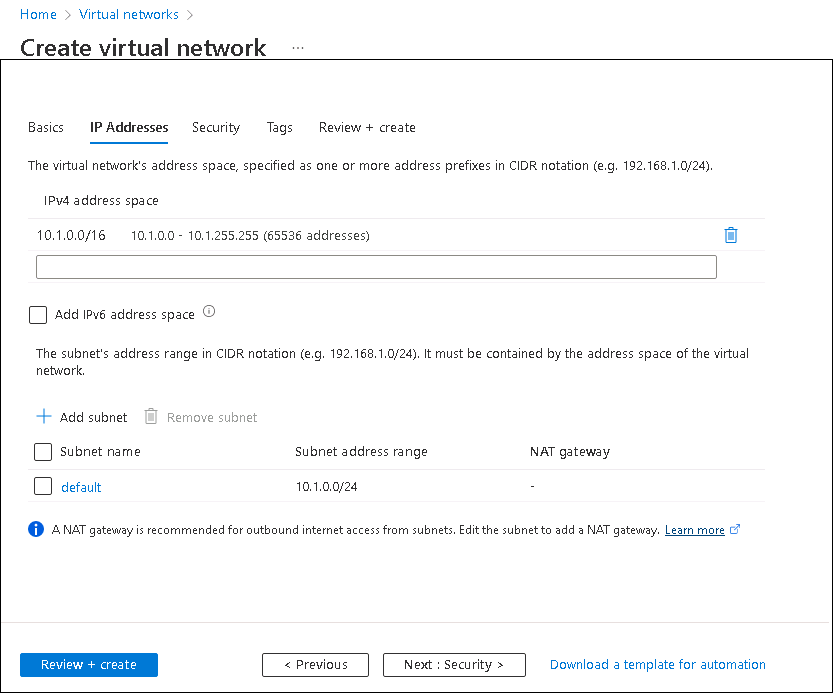 Home > Virtual networks >
Create virtual network ...
Basics IP Addresses Security Tags Review + create
The virtual network's address space, specified as one or more address prefixes in CIDR notation (e.g. 192.168.1.0/24).
IPv4 address space
10.1.0.0/16 10.1.0.0 - 10.1.255.255 (65536 addresses)
Add IPv6 address space
The subnet's address range in CIDR notation (e.g. 192.168.1.0/24). It must be contained by the address space of the virtual
network.
+ Add subnet Remove subnet
Subnet name Subnet address range NAT gateway
default 10.1.0.0/24 -
A NAT gateway is recommended for outbound internet access from subnets. Edit the subnet to add a NAT gateway. Learn more
Review + create < Previous Next : Security > Download a template for automation